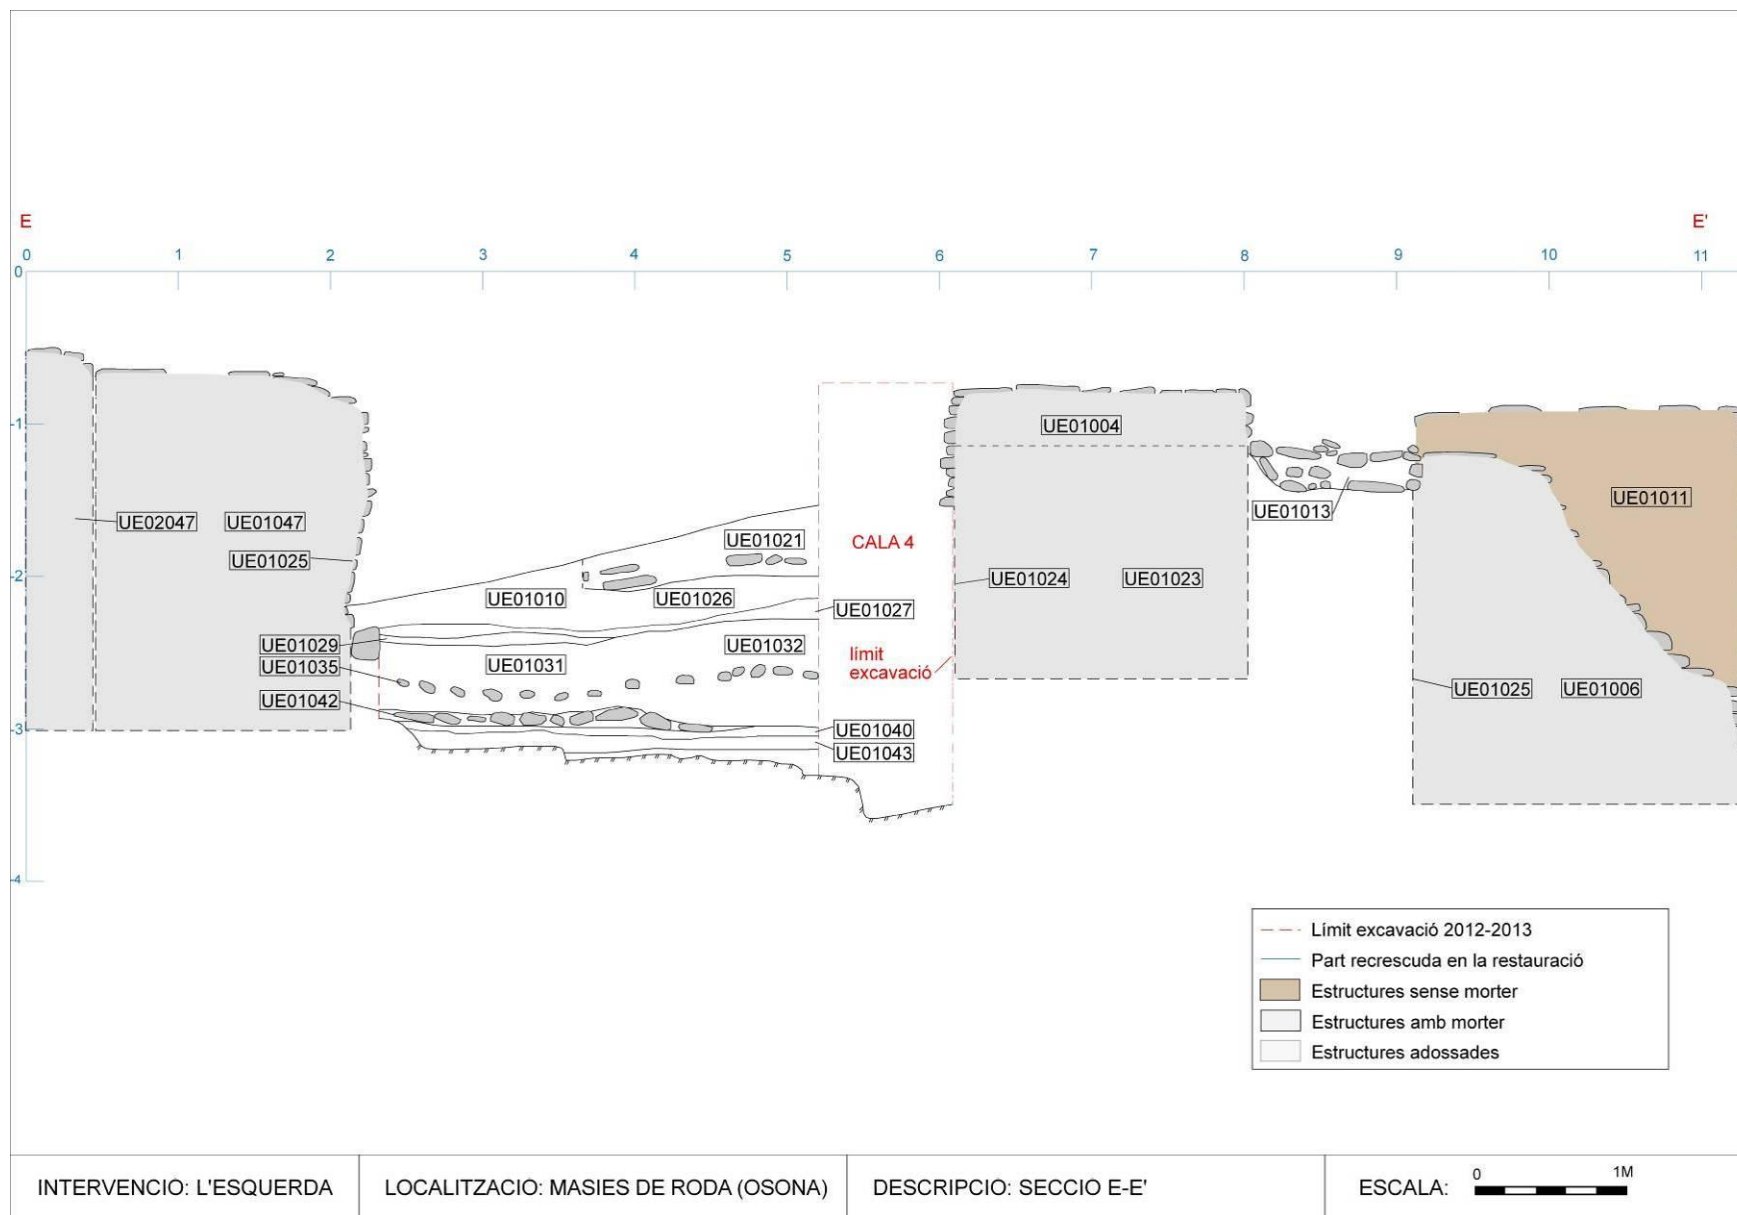 E
E'
0 1 2 3 4 5 6 7 8 9 10 11
0
-1
-2
-3
-4
UE01004
UE01011
UE01013
UE02047 UE01047
UE01025
UE01021
CALA 4
UE01024 UE01023
UE01010 UE01026
UE01027
UE01029
UE01032
UE01031
UE01035
límit
excavació
UE01025 UE01006
UE01042
UE01040
UE01043
Límit excavació 2012-2013
Part recrescuda en la restauració
Estructures sense morter
Estructures amb morter
Estructures adossades
INTERVENCIO: L'ESQUERDA
LOCALITZACIO: MASIES DE RODA (OSONA)
DESCRIPCIO: SECCIO E-E'
ESCALA: 0 1M